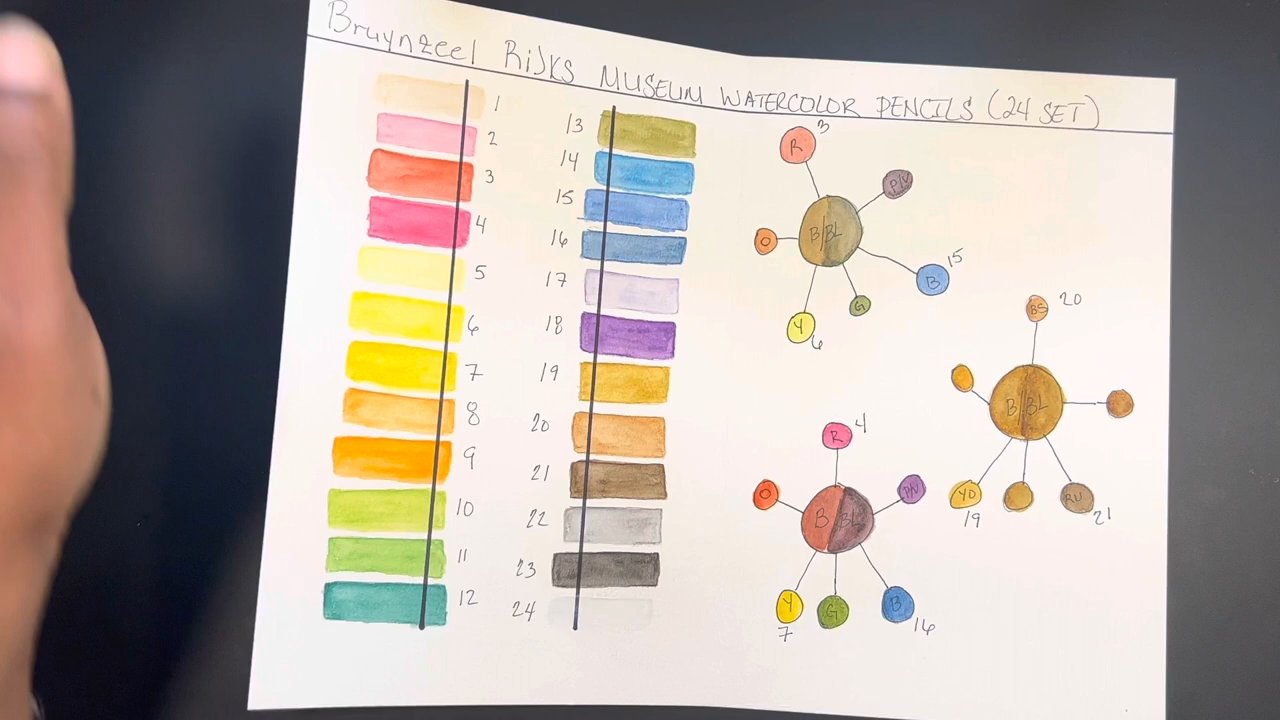 Bruynzeel RiJKS MUSEUM WATERCOLOR PENCILS (24 SET)
1
2
3
4
5
6
7
8
9
10
11
12
13
14
15
16
17
18
19
20
21
22
23
24
R 3
P/V
B/BL
O
B 15
G
Y 6
BS 20
B/BL
YO 19
RU 21
R 4
O
P/V
B BL
Y 7
G
B 16